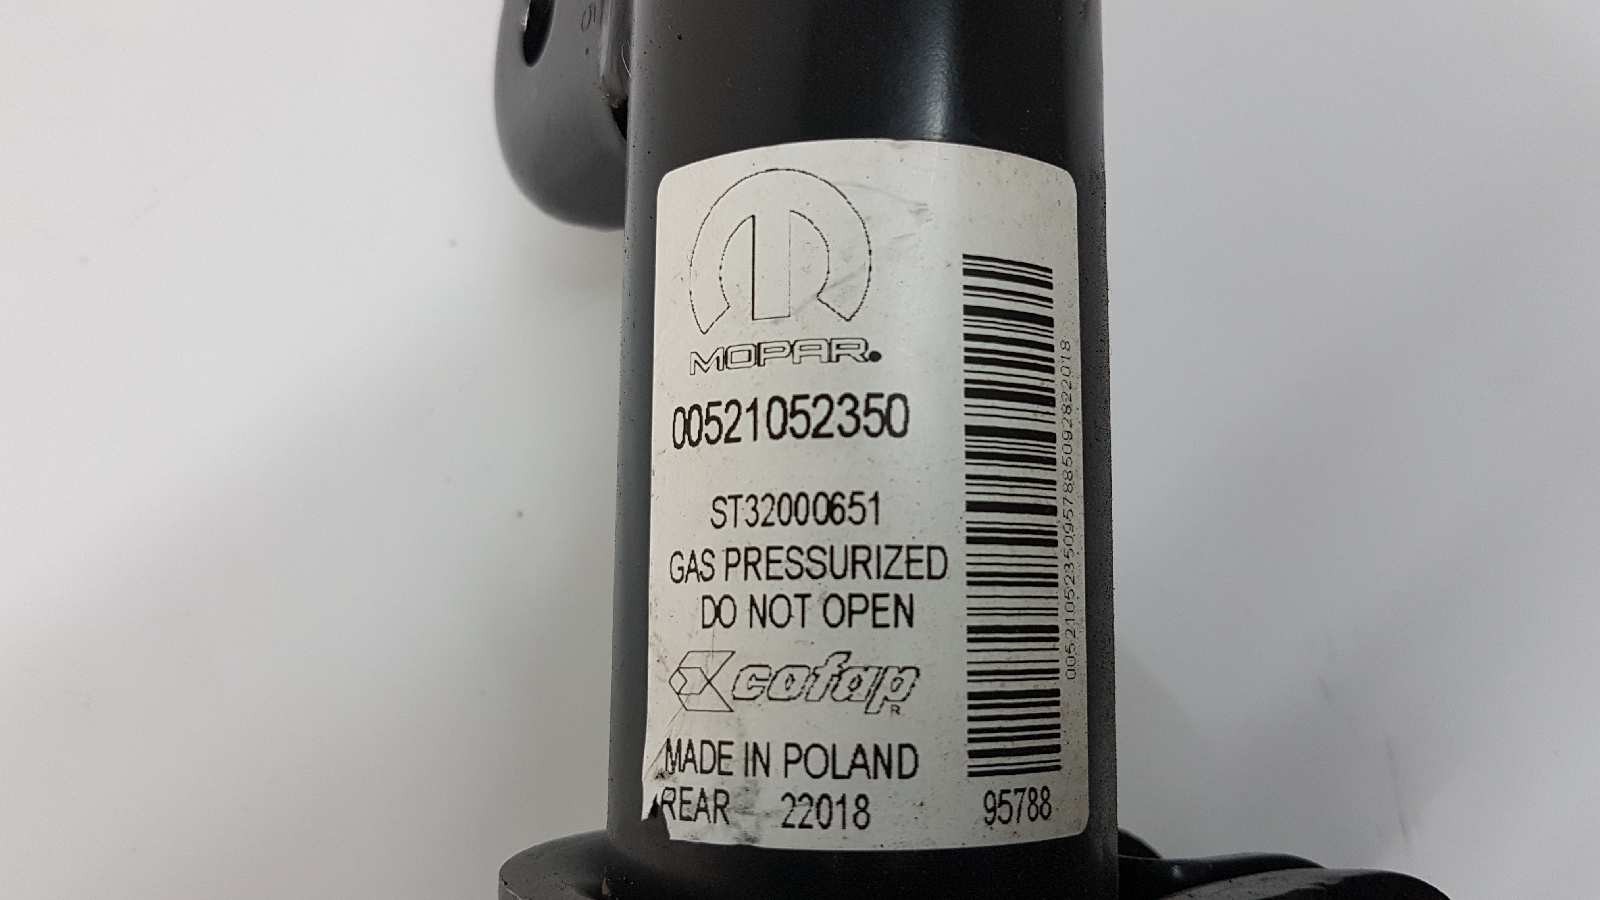 MOPAR.
00521052350
ST32000651
GAS PRESSURIZED
DO NOT OPEN
cofap R
MADE IN POLAND
REAR 22018 95788
00521052350957885092822018